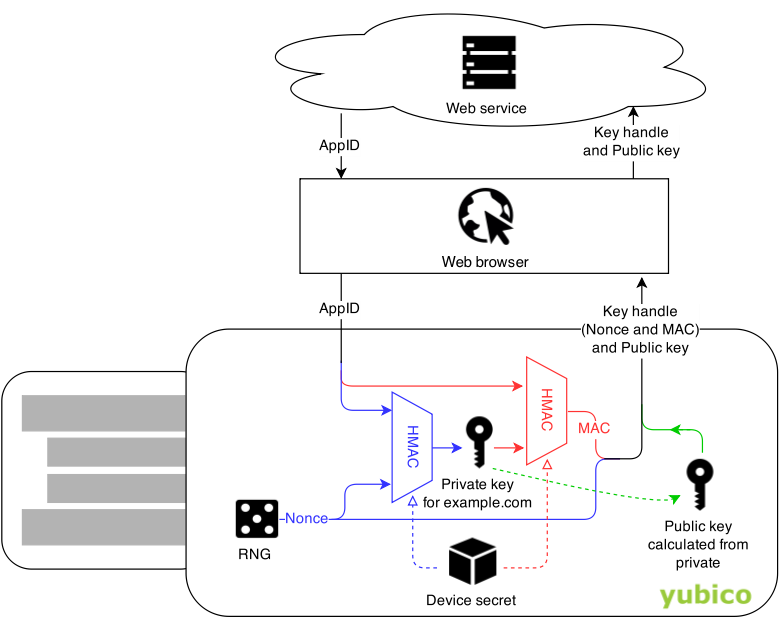 Web service
AppID
Key handle
and Public key
Web browser
AppID
Key handle
(Nonce and MAC)
and Public key
HMAC
HMAC
MAC
Private key
for example.com
Nonce
RNG
Public key
calculated from
private
Device secret
yubico